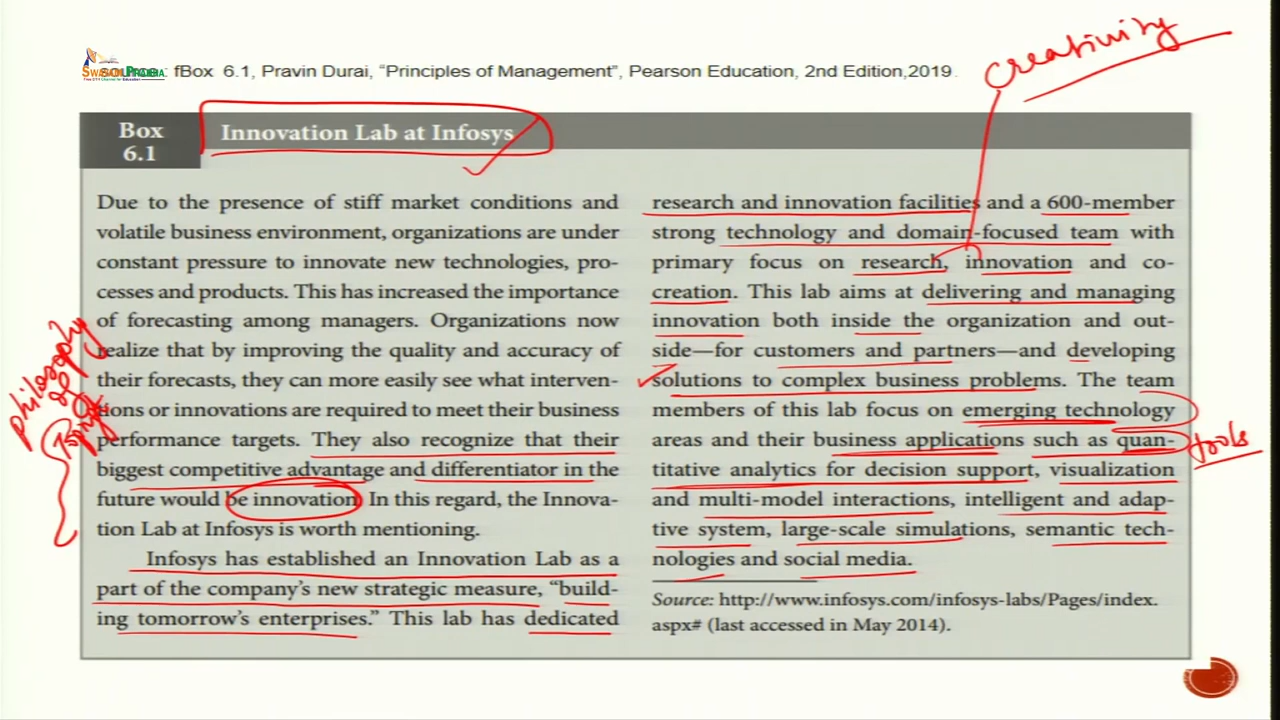 creativity
SWAYAM PRABHA
fBox 6.1, Pravin Durai, “Principles of Management”, Pearson Education, 2nd Edition,2019.
Box 6.1
Innovation Lab at Infosys
Due to the presence of stiff market conditions and
volatile business environment, organizations are under
constant pressure to innovate new technologies, pro-
cesses and products. This has increased the importance
of forecasting among managers. Organizations now
realize that by improving the quality and accuracy of
their forecasts, they can more easily see what interven-
tions or innovations are required to meet their business
performance targets. They also recognize that their
biggest competitive advantage and differentiator in the
future would be innovation. In this regard, the Innova-
tion Lab at Infosys is worth mentioning.
Infosys has established an Innovation Lab as a
part of the company’s new strategic measure, “build-
ing tomorrow’s enterprises.” This lab has dedicated
philosophy
of
research and innovation facilities and a 600-member
strong technology and domain-focused team with
primary focus on research, innovation and co-
creation. This lab aims at delivering and managing
innovation both inside the organization and out-
side—for customers and partners—and developing
solutions to complex business problems. The team
members of this lab focus on emerging technology
areas and their business applications such as quan-
titative analytics for decision support, visualization
and multi-model interactions, intelligent and adap-
tive system, large-scale simulations, semantic tech-
nologies and social media.
tools
Source: http://www.infosys.com/infosys-labs/Pages/index.
aspx# (last accessed in May 2014).